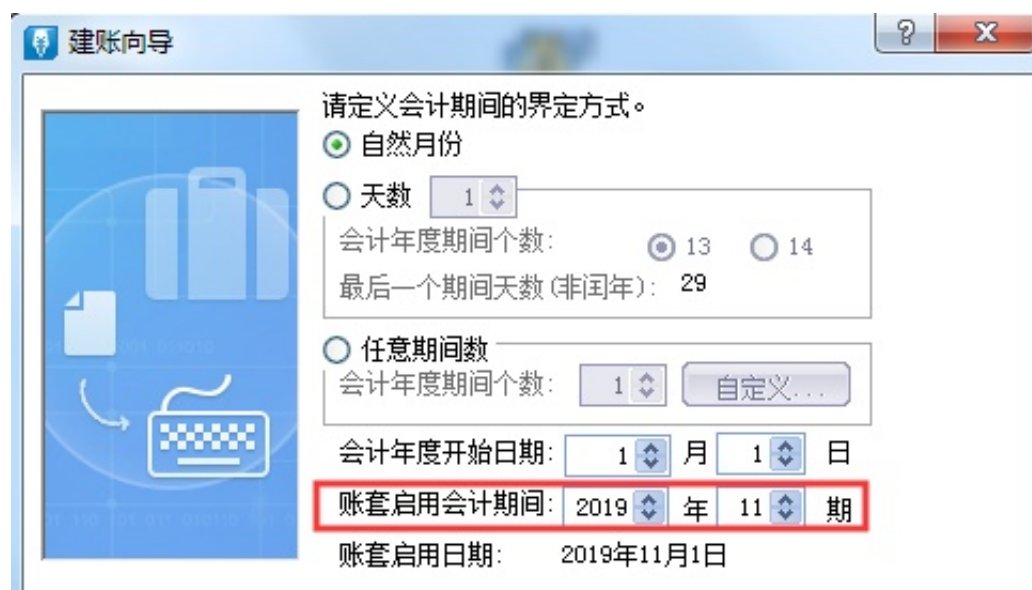 建账向导
请定义会计期间的界定方式。
自然月份
天数 1
会计年度期间个数: 13 14
最后一个期间天数(非闰年): 29
任意期间数
会计年度期间个数: 1 自定义...
会计年度开始日期: 1 月 1 日
账套启用会计期间: 2019 年 11 期
账套启用日期: 2019年11月1日